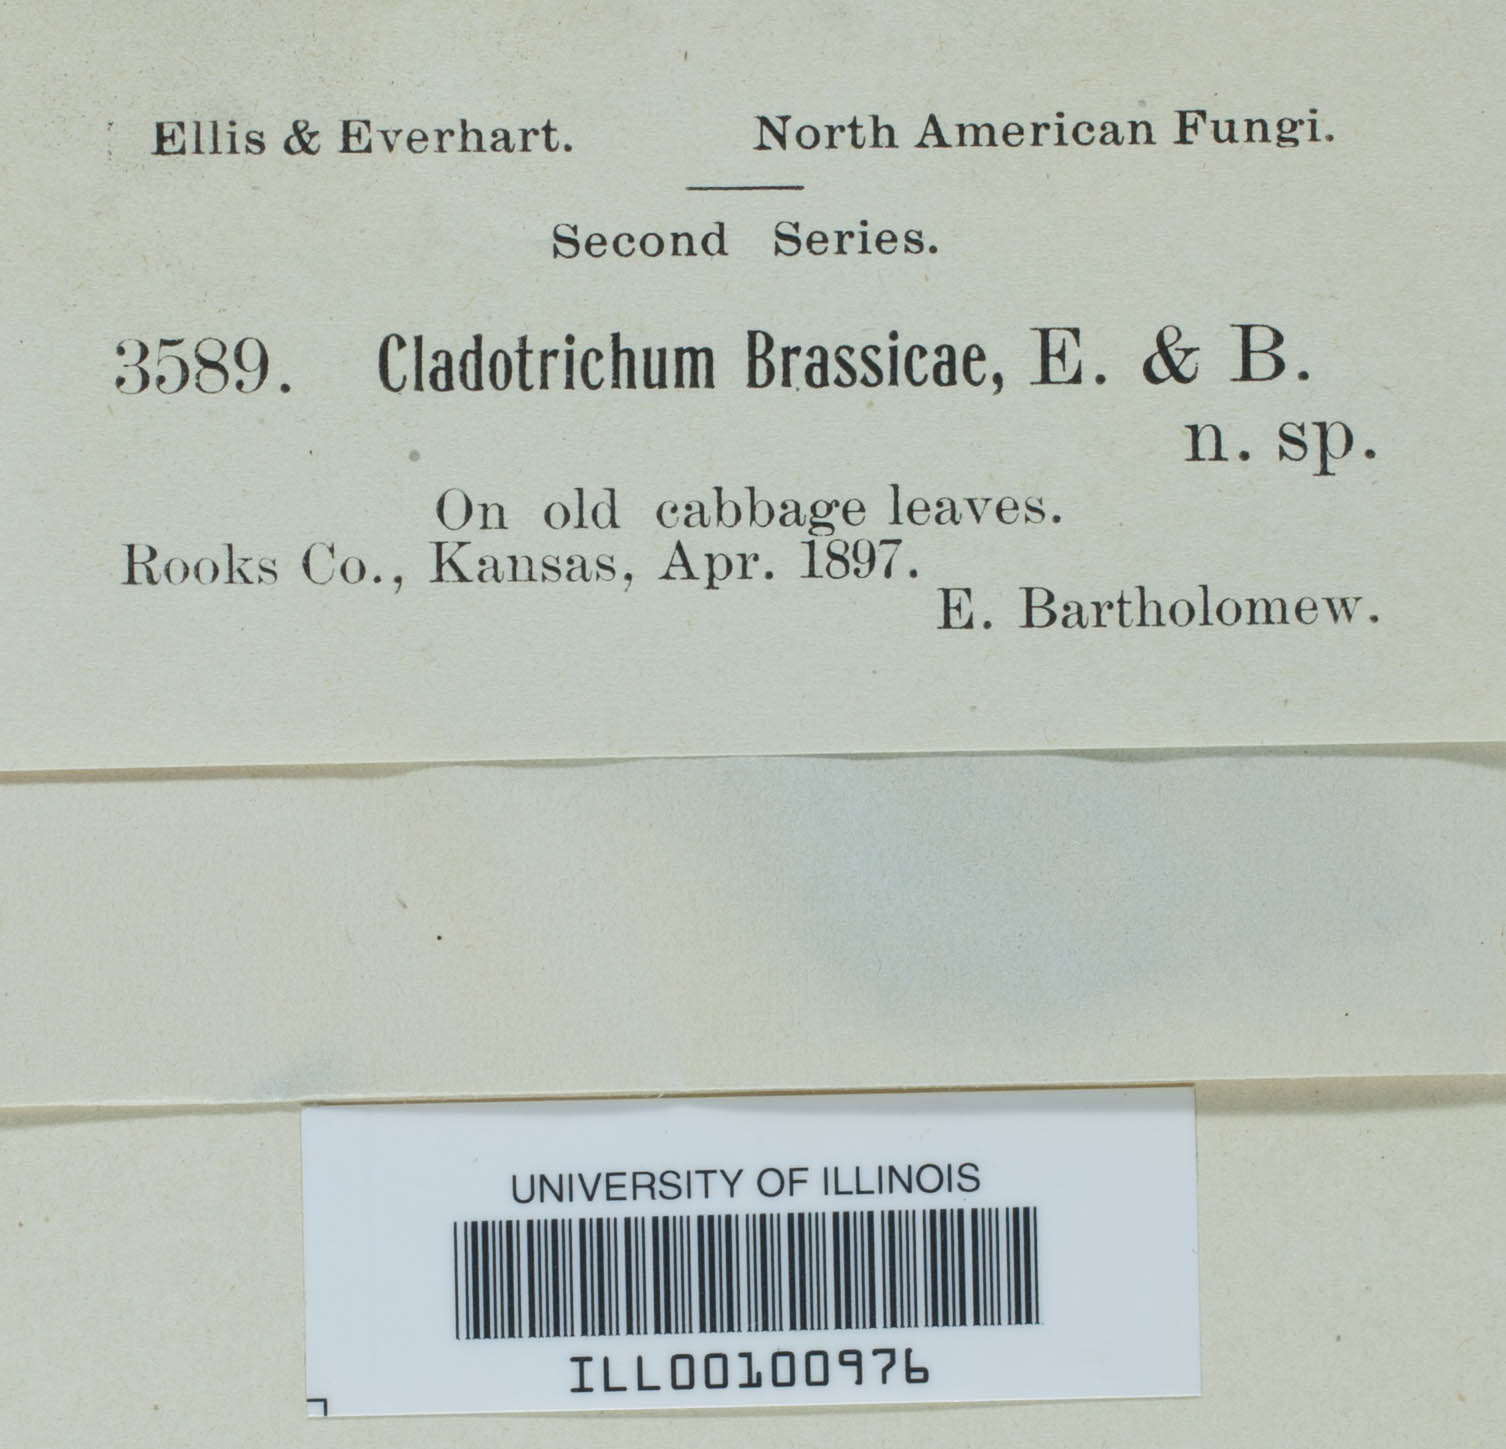 Ellis & Everhart. North American Fungi.
Second Series.
3589. Cladotrichum Brassicae, E. & B.
n. sp.
On old cabbage leaves.
Rooks Co., Kansas, Apr. 1897.
E. Bartholomew.
UNIVERSITY OF ILLINOIS
ILL00100976